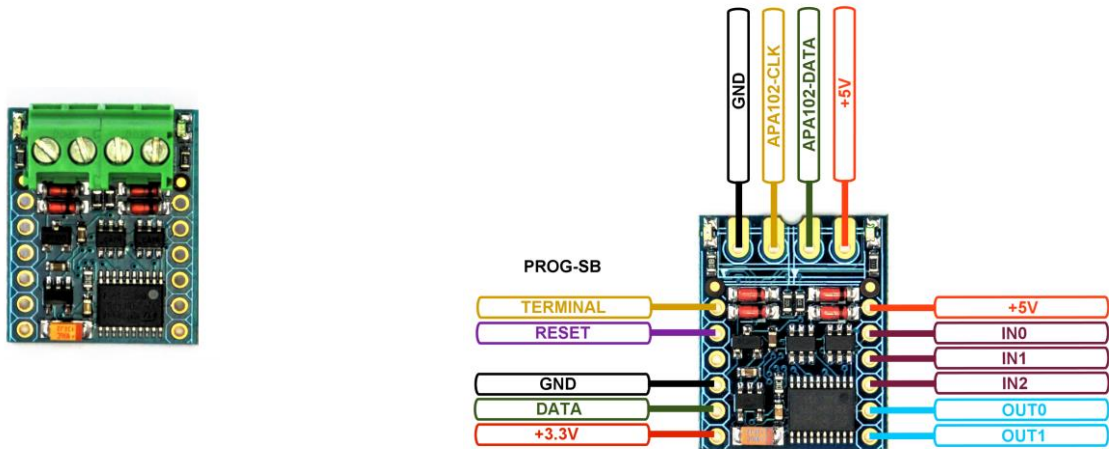 GND
APA102-CLK
APA102-DATA
+5V
PROG-SB
TERMINAL
RESET
GND
DATA
+3.3V
+5V
IN0
IN1
IN2
OUT0
OUT1